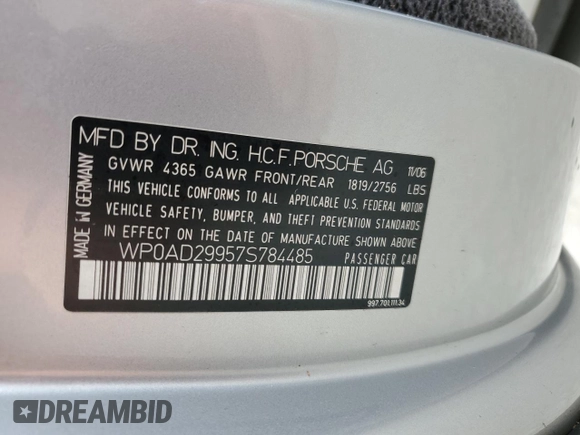 MFD BY DR. ING. H.C.F. PORSCHE AG 11/06
GVWR 4365 GAWR FRONT/REAR 1819/2756 LBS
THIS VEHICLE CONFORMS TO ALL APPLICABLE U.S. FEDERAL MOTOR
VEHICLE SAFETY, BUMPER, AND THEFT PREVENTION STANDARDS
IN EFFECT ON THE DATE OF MANUFACTURE SHOWN ABOVE
WP0AD29957S784485 PASSENGER CAR
997.701.111.34
MADE IN GERMANY
DREAMBID